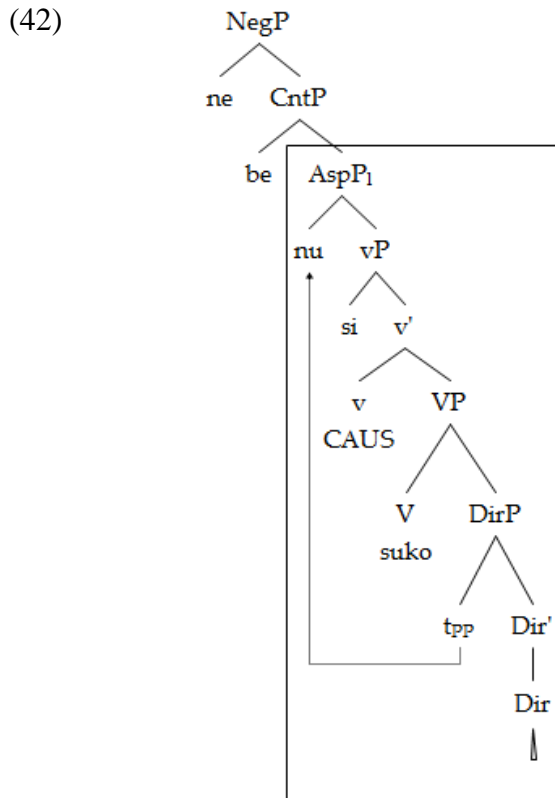 (42)
NegP
ne CntP
be AspP₁
nu vP
si v'
v VP
CAUS
V DirP
suko
tPP Dir'
Dir